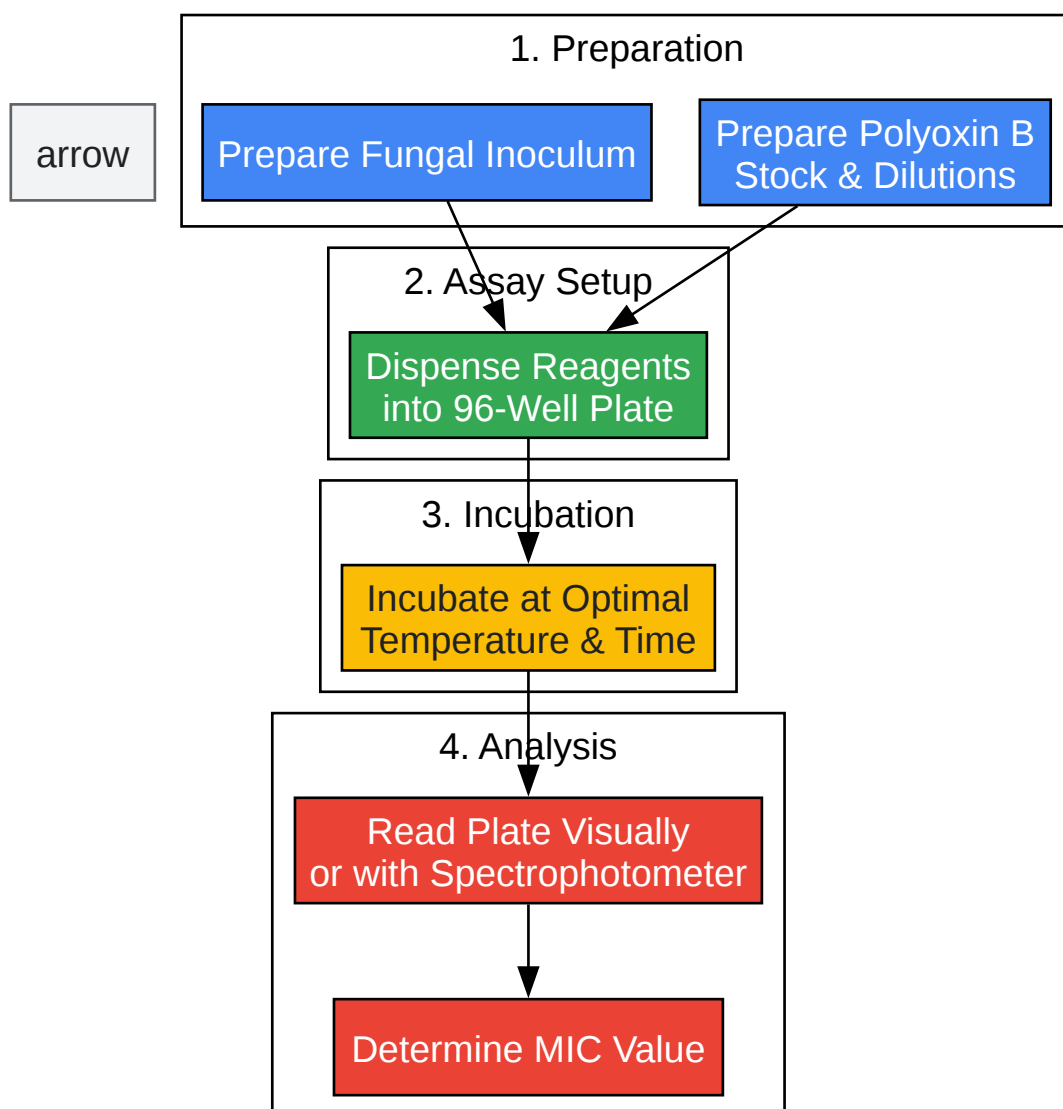 1. Preparation
arrow
Prepare Fungal Inoculum
Prepare Polyoxin B
Stock & Dilutions
2. Assay Setup
Dispense Reagents
into 96-Well Plate
3. Incubation
Incubate at Optimal
Temperature & Time
4. Analysis
Read Plate Visually
or with Spectrophotometer
Determine MIC Value